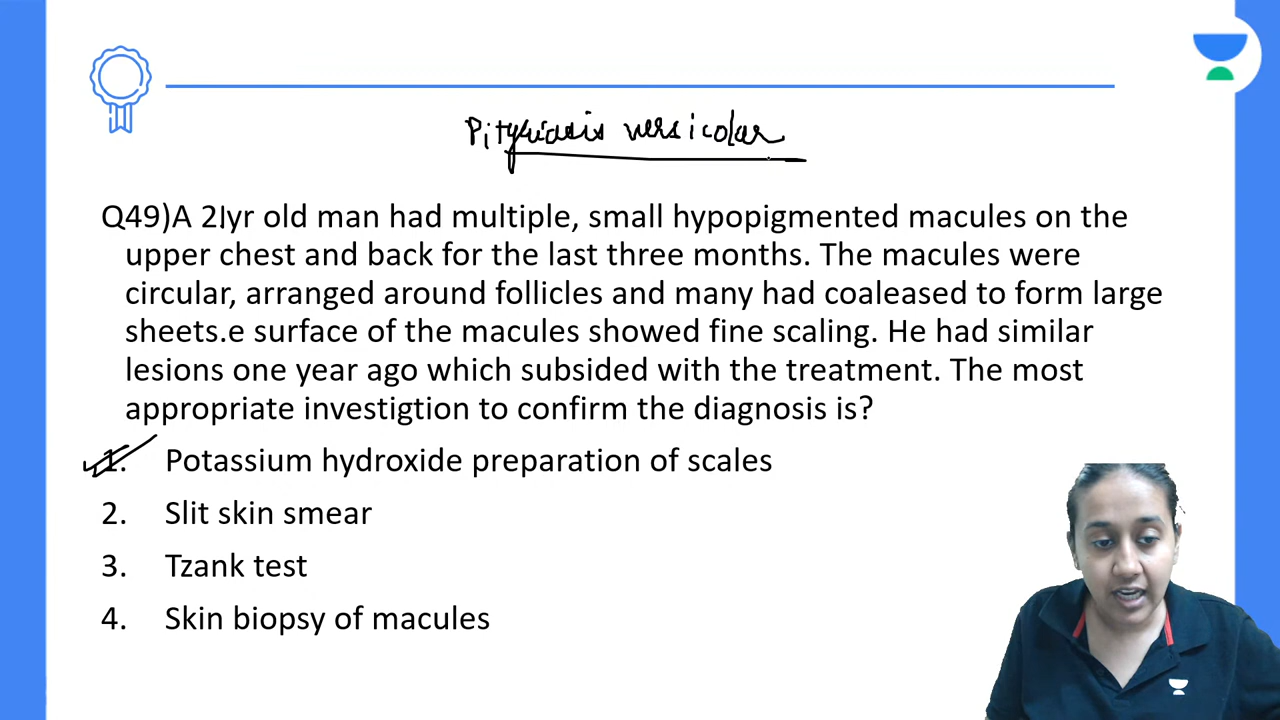 Pityriasis versicolar
Q49)A 21yr old man had multiple, small hypopigmented macules on the
upper chest and back for the last three months. The macules were
circular, arranged around follicles and many had coaleased to form large
sheets.e surface of the macules showed fine scaling. He had similar
lesions one year ago which subsided with the treatment. The most
appropriate investigtion to confirm the diagnosis is?
1. Potassium hydroxide preparation of scales
2. Slit skin smear
3. Tzank test
4. Skin biopsy of macules